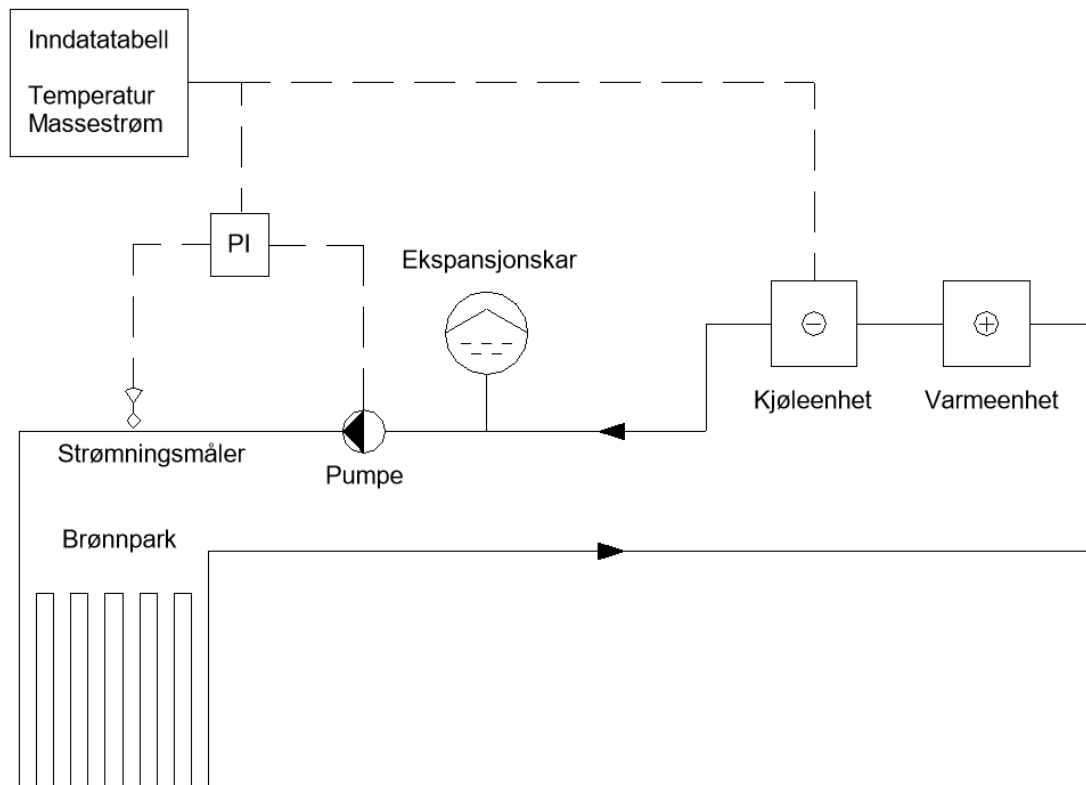 Inndatatabell
Temperatur
Massestrøm
PI
Ekspansjonskar
Kjøleenhet
Varmeenhet
Strømningsmåler
Pumpe
Brønnpark